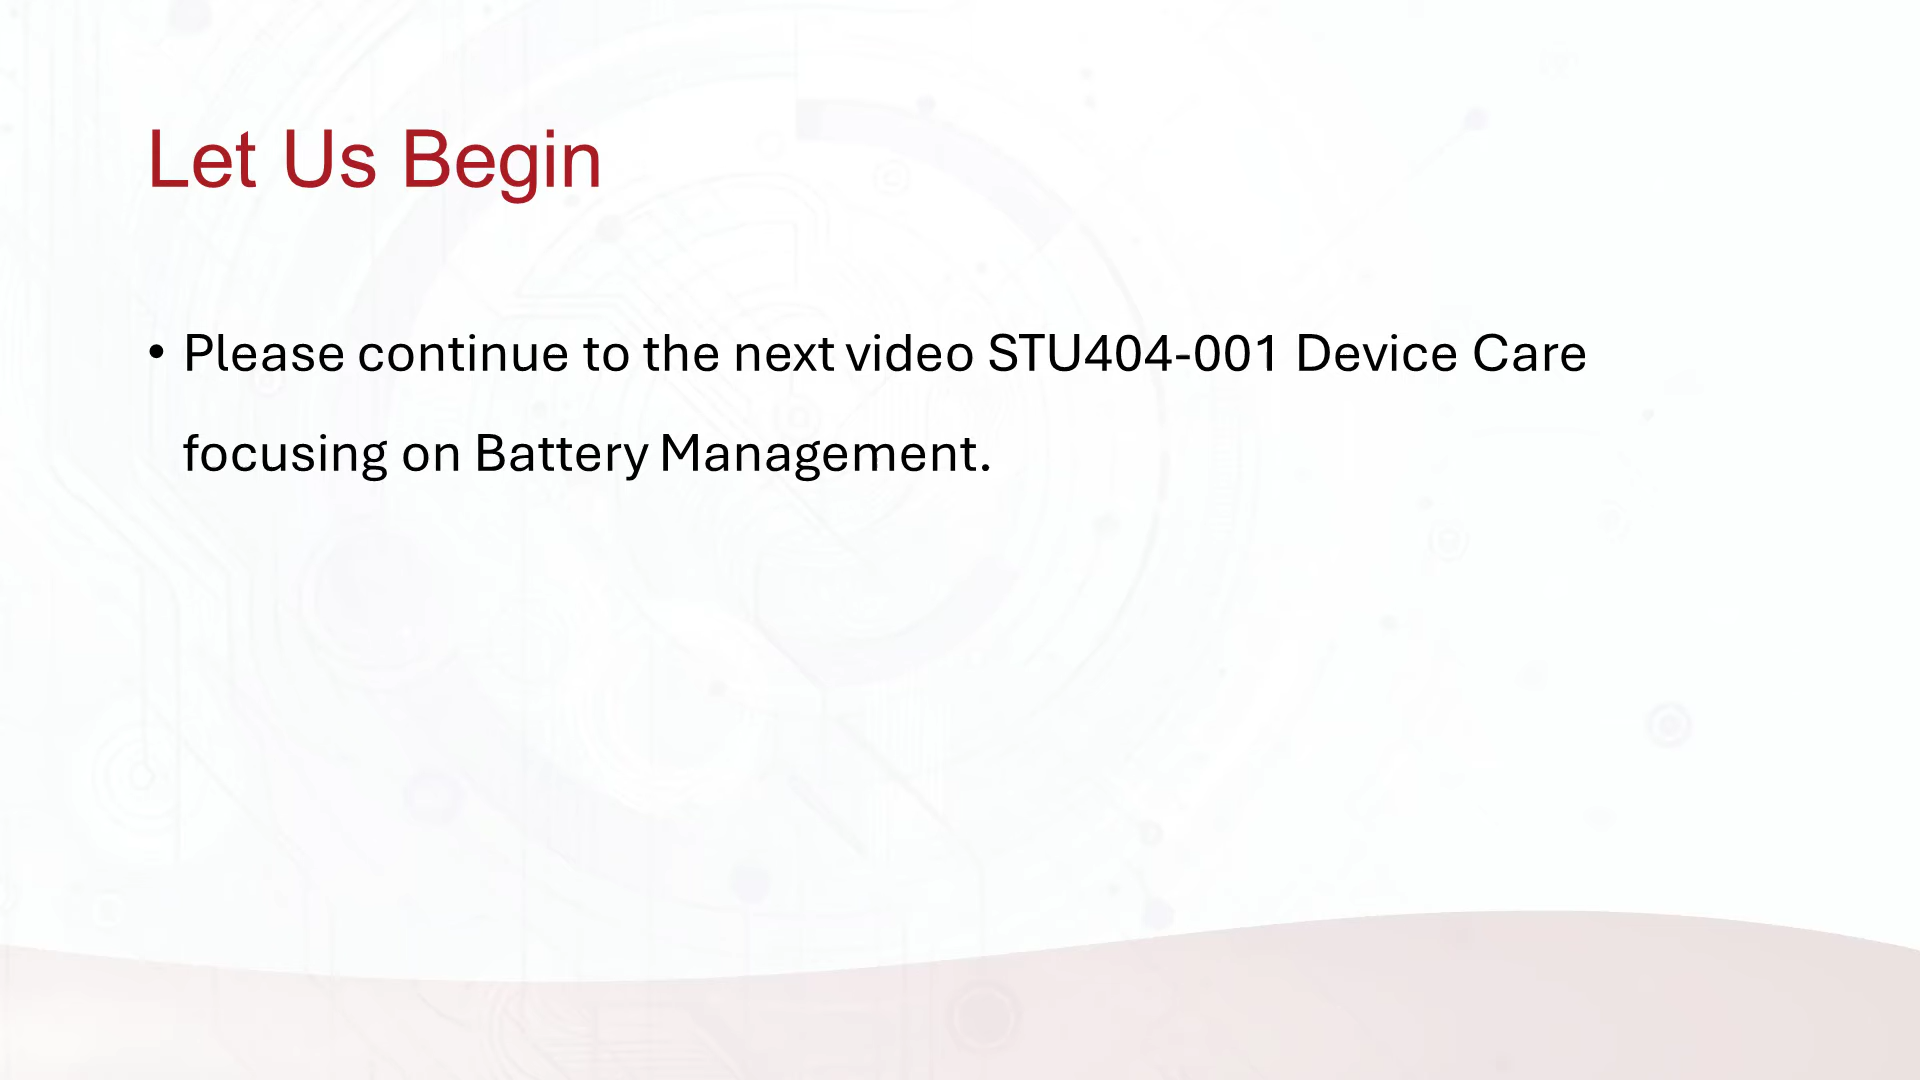 Let Us Begin
• Please continue to the next video STU404-001 Device Care
focusing on Battery Management.